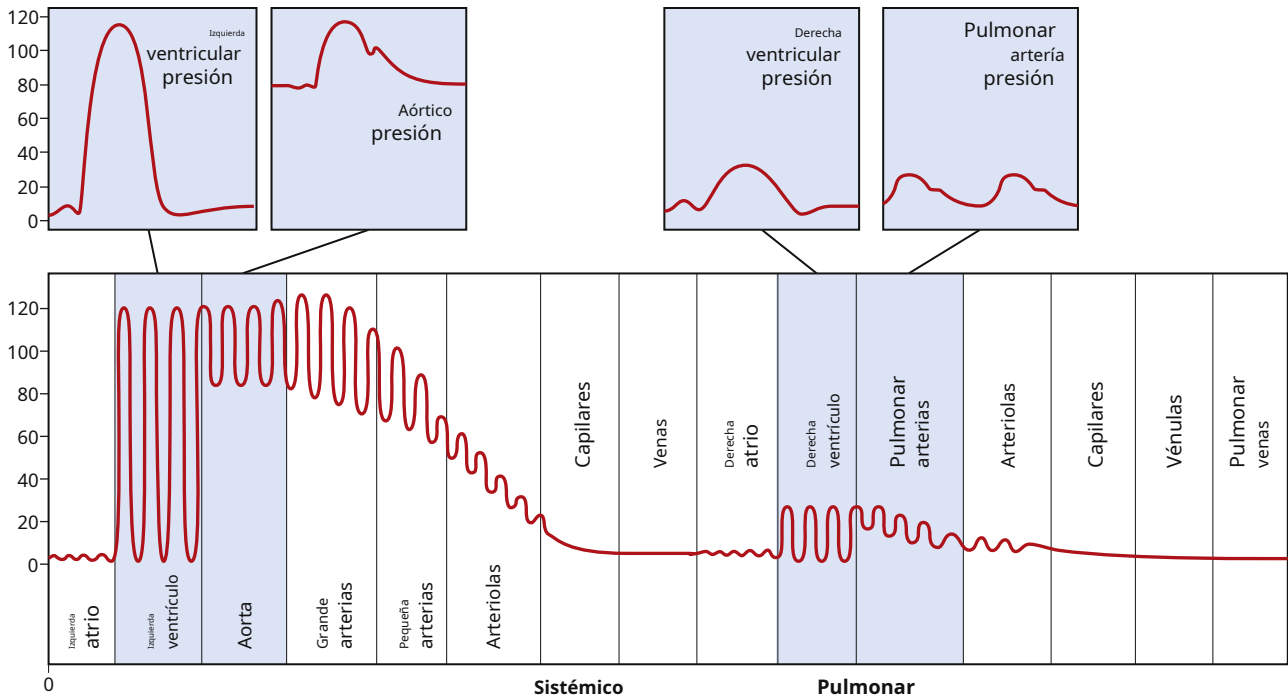 120
100
80
60
40
20
0
Izquierda
ventricular
presión
Aórtico
presión
Derecha
ventricular
presión
Pulmonar
artería
presión
120
100
80
60
40
20
0
Izquierda
atrio
Izquierda
ventrículo
Aorta
Grande
arterias
Pequeña
arterias
Arteriolas
Capilares
Venas
Derecha
atrio
Derecha
ventrículo
Pulmonar
arterias
Arteriolas
Capilares
Vénulas
Pulmonar
venas
0
Sistémico
Pulmonar